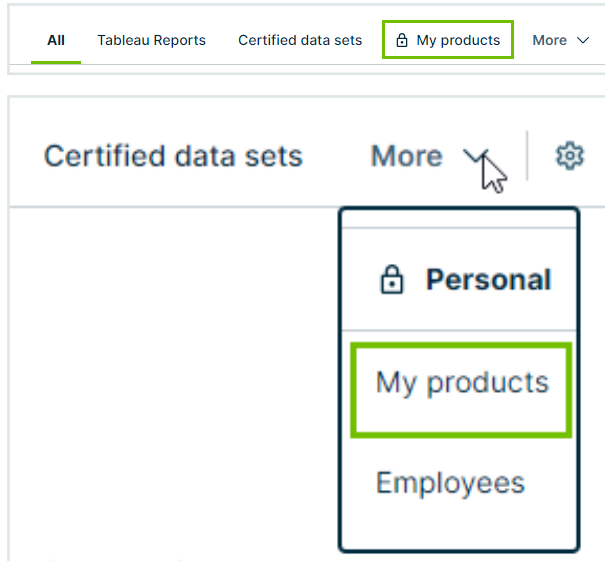 All Tableau Reports Certified data sets My products More
Certified data sets More
Personal
My products
Employees